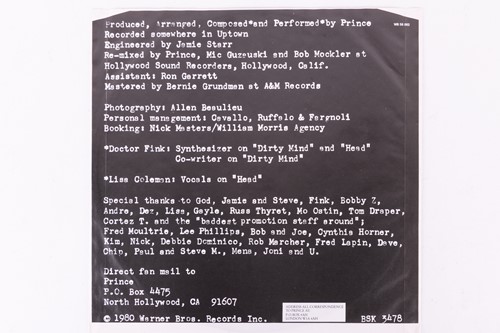 Produced, Arranged, Composed*and Performed*by Prince
Recorded somewhere in Uptown
Engineered by Jamie Starr
Re-mixed by Prince, Mic Guzauski and Bob Mockler at
Hollywood Sound Recorders, Hollywood, Calif.
Assistant: Ron Garrett
Mastered by Bernie Grundman at A&M Records
Photography: Allen Beaulieu
Personal management: Cavallo, Ruffalo & Fargnoli
Booking: Nick Masters/William Morris Agency
*Doctor Fink: Synthesizer on "Dirty Mind" and "Head"
Co-writer on "Dirty Mind"
*Lisa Coleman: Vocals on "Head"
Special thanks to God, Jamie and Steve, Fink, Bobby Z,
Andre, Dez, Lisa, Gayle, Russ Thyret, Mo Ostin, Tom Draper,
Cortez T. and the "baddest promotion staff around";
Fred Moultrie, Lee Phillips, Bob and Joe, Cynthia Horner,
Kim, Nick, Debbie Dominico, Rob Marcher, Fred Lapin, Dave,
Chip, Paul and Steve M., Mena, Joni and U.
Direct fan mail to
Prince
P.O. Box 4475
North Hollywood, CA 91607
© 1980 Warner Bros. Records Inc.
BSK 3478